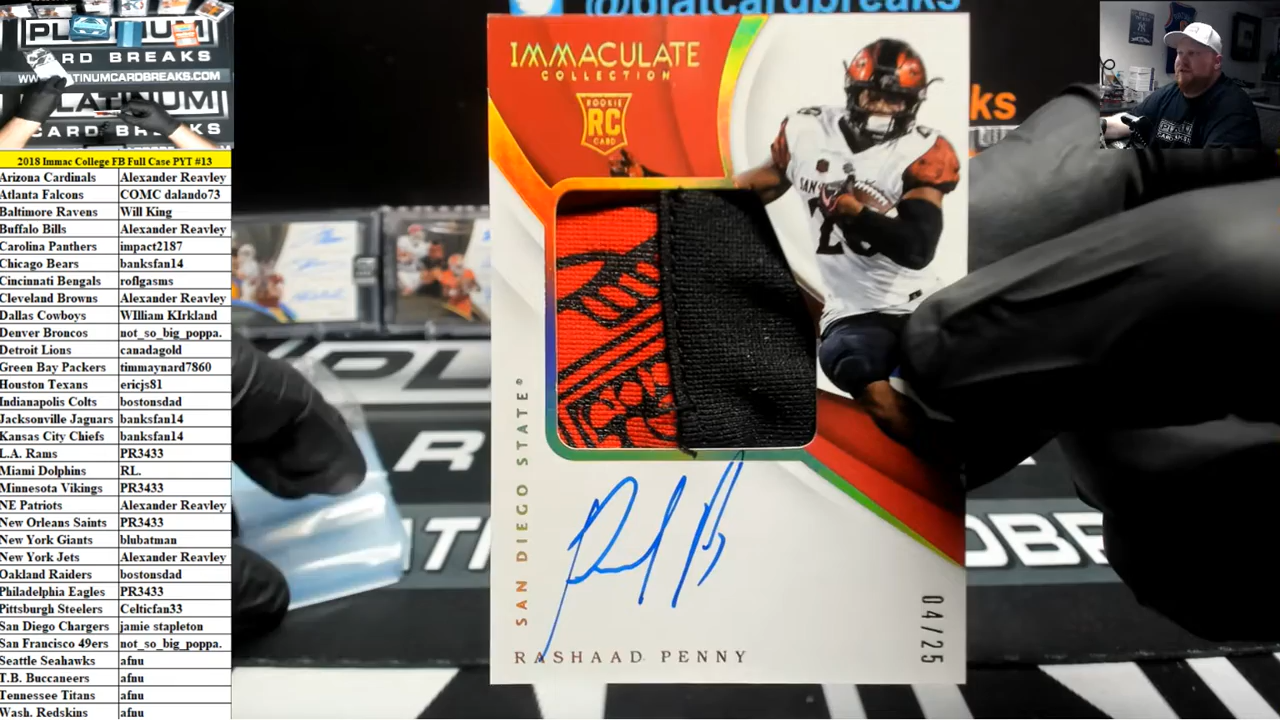 PLATINUM
CARD BREAKS
WWW.PLATINUMCARDBREAKS.COM
PLATINUM
CARD BREAKS
2018 Immac College FB Full Case PYT #13
Arizona Cardinals Alexander Reavley
Atlanta Falcons COMC dalando73
Baltimore Ravens Will King
Buffalo Bills Alexander Reavley
Carolina Panthers impact2187
Chicago Bears banksfan14
Cincinnati Bengals roflgasms
Cleveland Browns Alexander Reavley
Dallas Cowboys WIlliam KIrkland
Denver Broncos not_so_big_poppa.
Detroit Lions canadagold
Green Bay Packers timmaynard7860
Houston Texans ericjs81
Indianapolis Colts bostonsdad
Jacksonville Jaguars banksfan14
Kansas City Chiefs banksfan14
L.A. Rams PR3433
Miami Dolphins RL.
Minnesota Vikings PR3433
NE Patriots Alexander Reavley
New Orleans Saints PR3433
New York Giants blubatman
New York Jets Alexander Reavley
Oakland Raiders bostonsdad
Philadelphia Eagles PR3433
Pittsburgh Steelers Celticfan33
San Diego Chargers jamie stapleton
San Francisco 49ers not_so_big_poppa.
Seattle Seahawks afnu
T.B. Buccaneers afnu
Tennessee Titans afnu
Wash. Redskins afnu
@platcardbreaks
IMMACULATE
COLLECTION
ROOKIE
RC
CARD
SAN DIEGO STATE®
RASHAAD PENNY
04/25